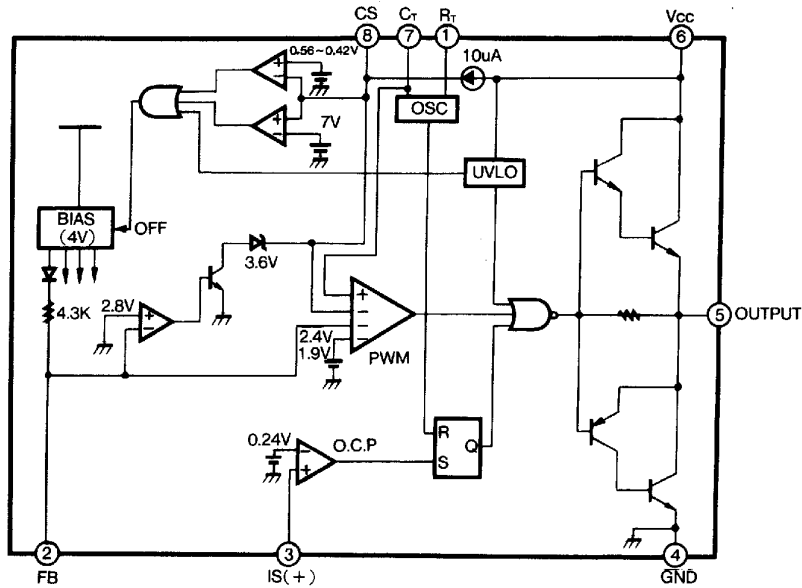 CS CT RT Vcc
8 7 1 6
0.56~0.42V
10uA
+
−
OSC
+
−
7V
UVLO
BIAS
(4V)
OFF
3.6V
4.3K
2.8V
+
−
+
−
−
−
2.4V
1.9V
PWM
5 OUTPUT
R
Q
S
0.24V
−
+
O.C.P
2 3 4
FB IS(+) GND